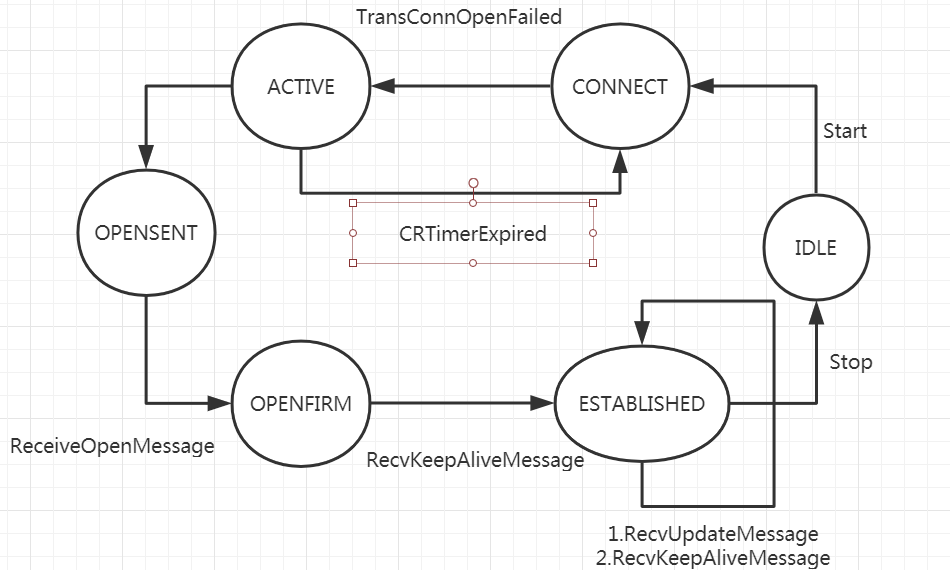 TransConnOpenFailed
ACTIVE
CONNECT
Start
OPENSENT
CRTimerExpired
IDLE
Stop
OPENFIRM
ESTABLISHED
ReceiveOpenMessage
RecvKeepAliveMessage
1.RecvUpdateMessage
2.RecvKeepAliveMessage